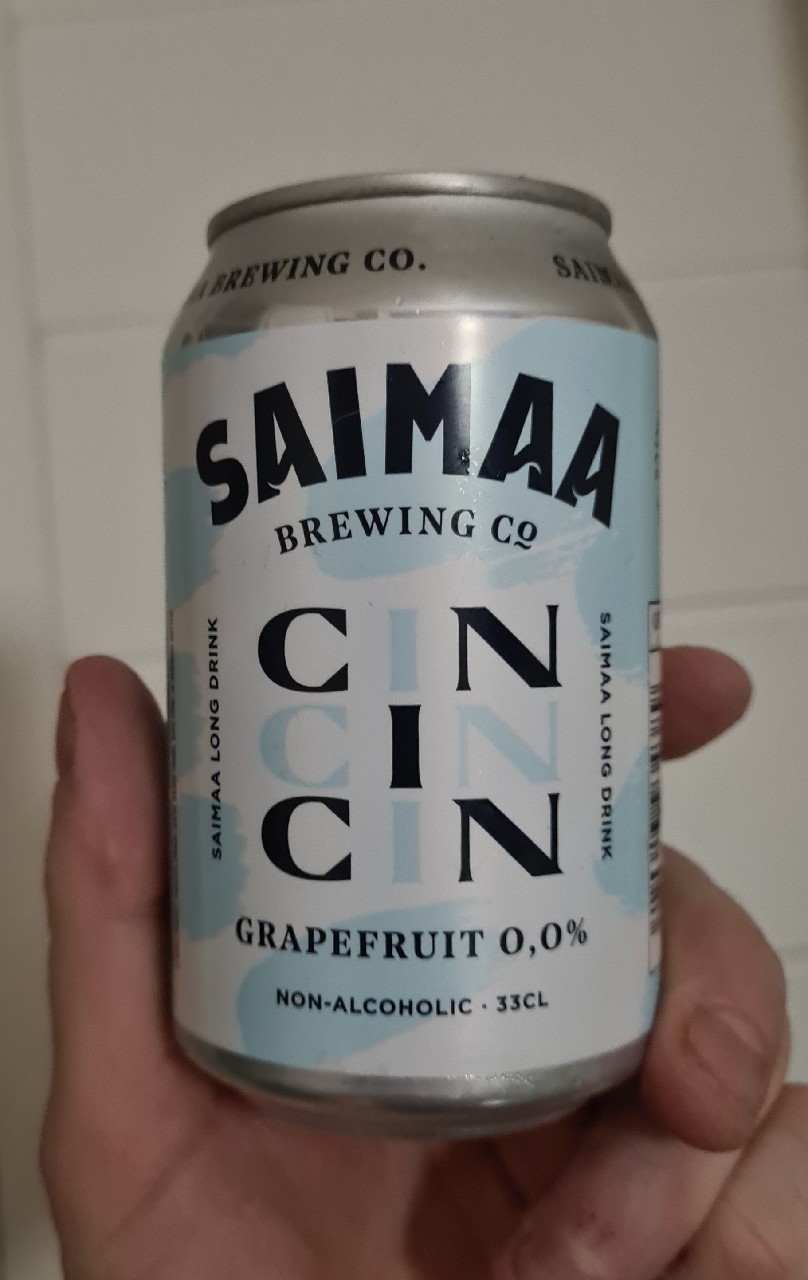 BREWING CO.
SAIMAA
BREWING Co
CIN
CIN
CIN
SAIMAA LONG DRINK
SAIMAA LONG DRINK
GRAPEFRUIT 0,0%
NON-ALCOHOLIC · 33CL